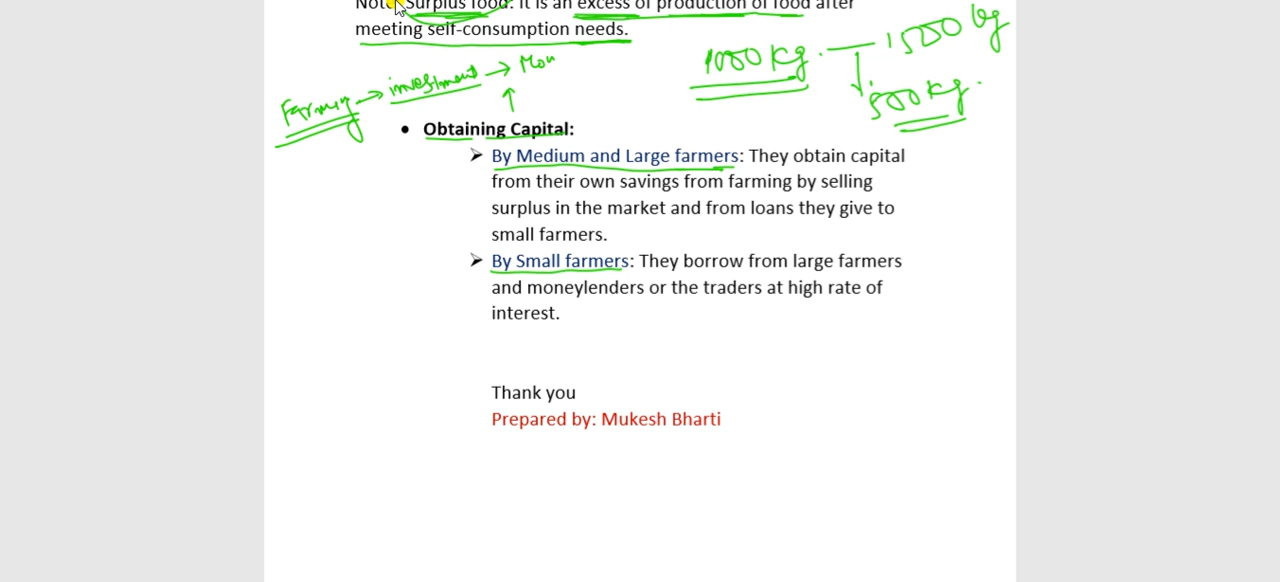 Note: Surplus food: It is an excess of production of food after
meeting self-consumption needs.
1000 kg. 1500 kg
500 kg.
Farming → investment → Mon
↑
• Obtaining Capital:
➢ By Medium and Large farmers: They obtain capital
from their own savings from farming by selling
surplus in the market and from loans they give to
small farmers.
➢ By Small farmers: They borrow from large farmers
and moneylenders or the traders at high rate of
interest.
Thank you
Prepared by: Mukesh Bharti